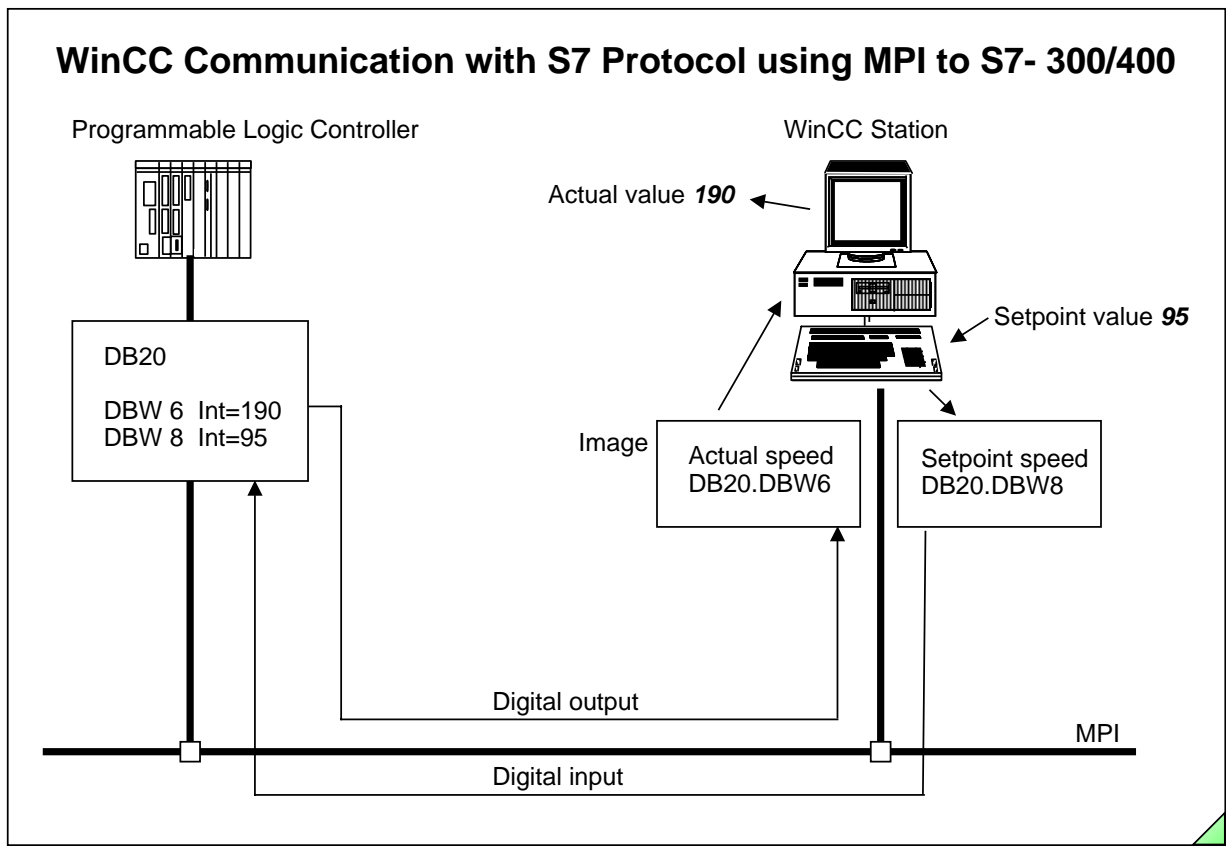 WinCC Communication with S7 Protocol using MPI to S7- 300/400
Programmable Logic Controller
WinCC Station
Actual value 190
Setpoint value 95
DB20
DBW 6 Int=190
DBW 8 Int=95
Image
Actual speed
DB20.DBW6
Setpoint speed
DB20.DBW8
Digital output
MPI
Digital input